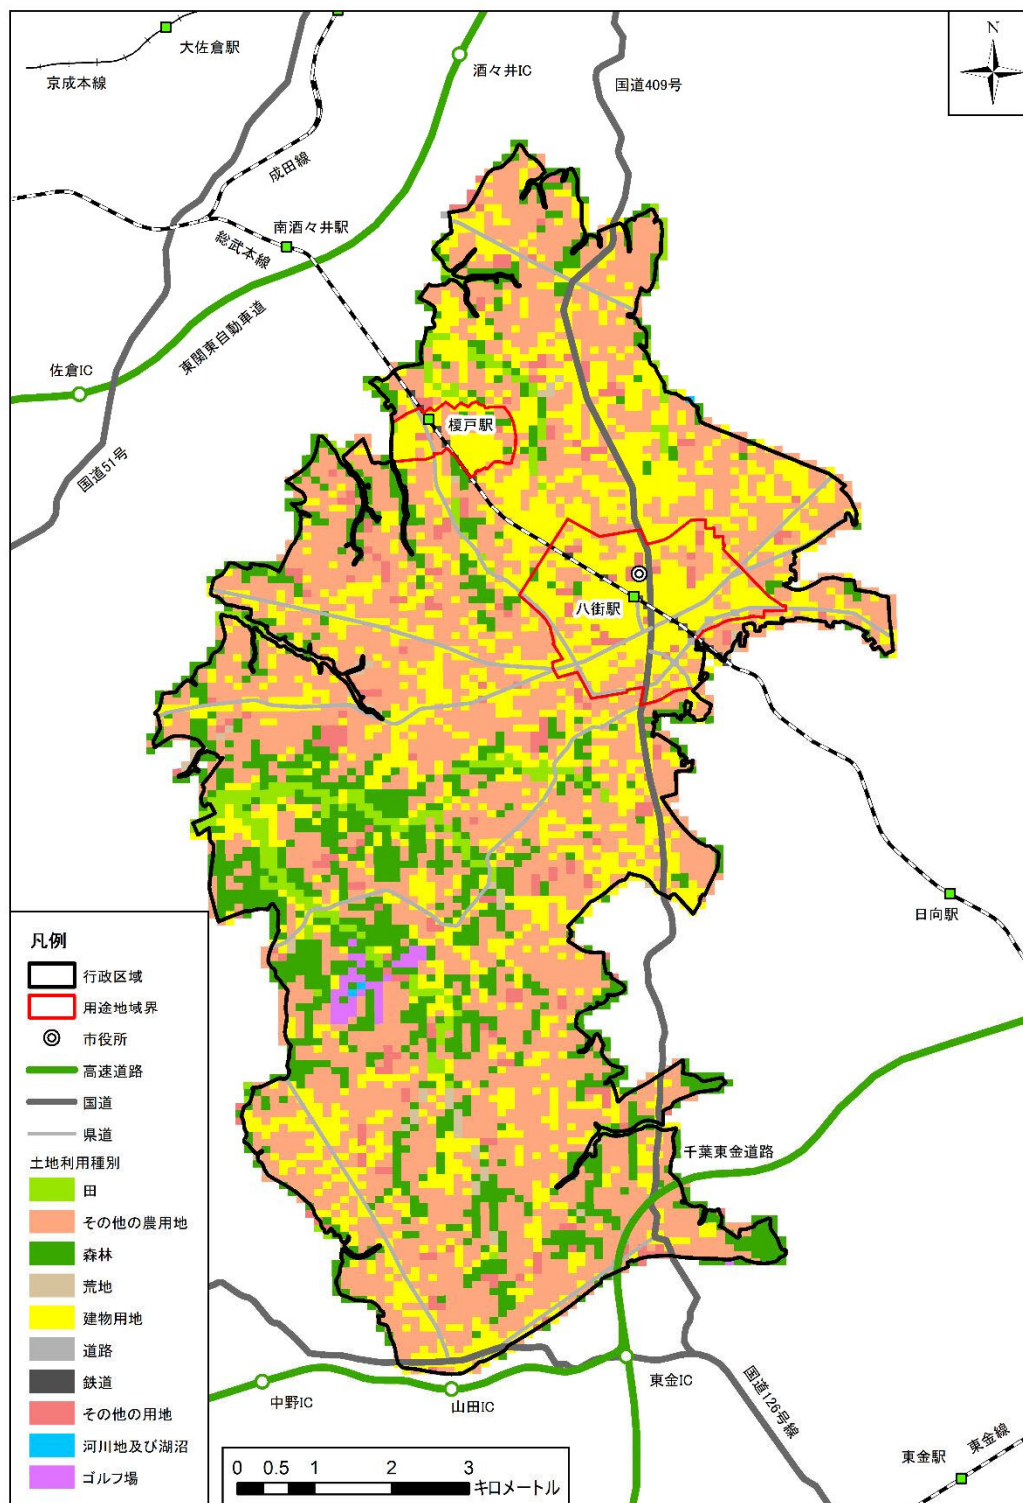 N
大佐倉駅
京成本線
酒々井IC
国道409号
成田線
南酒々井駅
総武本線
東関東自動車道
佐倉IC
国道51号
榎戸駅
八街駅
日向駅
千葉東金道路
中野IC
山田IC
東金IC
国道126号線
東金駅
東金線
凡例
行政区域
用途地域界
市役所
高速道路
国道
県道
土地利用種別
田
その他の農用地
森林
荒地
建物用地
道路
鉄道
その他の用地
河川地及び湖沼
ゴルフ場
0 0.5 1 2 3
キロメートル